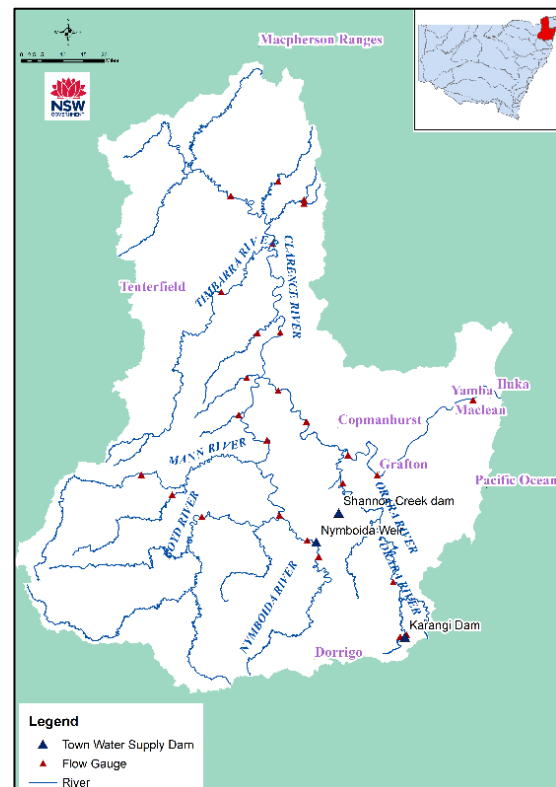 Macpherson Ranges
NSW
GOVERNMENT
TIMBARRA RIVER
CLARENCE RIVER
Tenterfield
Iluka
Yamba
Maclean
Copmanhurst
MANN RIVER
Grafton
Pacific Ocean
Shannon Creek dam
BOYD RIVER
ORARA RIVER
Nymboida Weir
NYMBOIDA RIVER
ORARA RIVER
Karangi Dam
Dorrigo
Legend
Town Water Supply Dam
Flow Gauge
River